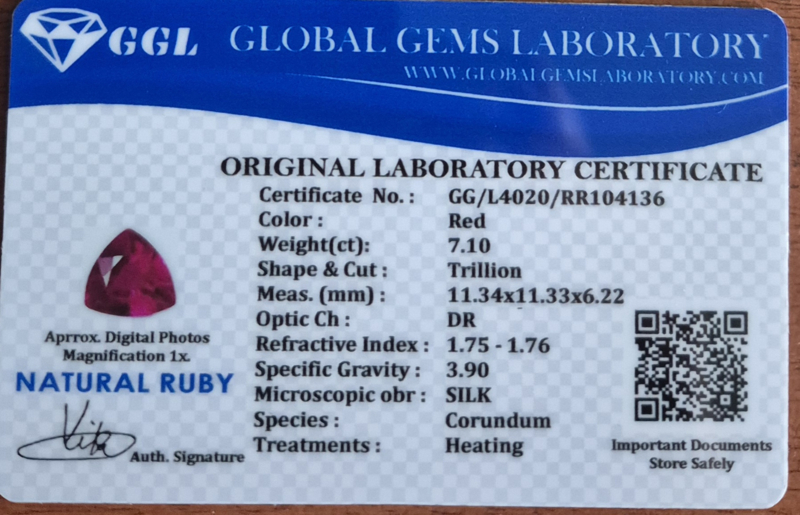 GGL GLOBAL GEMS LABORATORY
WWW.GLOBALGEMSLABORATORY.COM
ORIGINAL LABORATORY CERTIFICATE
Certificate No. : GG/L4020/RR104136
Color : Red
Weight(ct): 7.10
Shape & Cut : Trillion
Meas. (mm) : 11.34x11.33x6.22
Optic Ch : DR
Refractive Index : 1.75 - 1.76
Specific Gravity : 3.90
Microscopic obr : SILK
Species : Corundum
Treatments : Heating
Aprrox. Digital Photos
Magnification 1x.
NATURAL RUBY
Auth. Signature
Important Documents
Store Safely